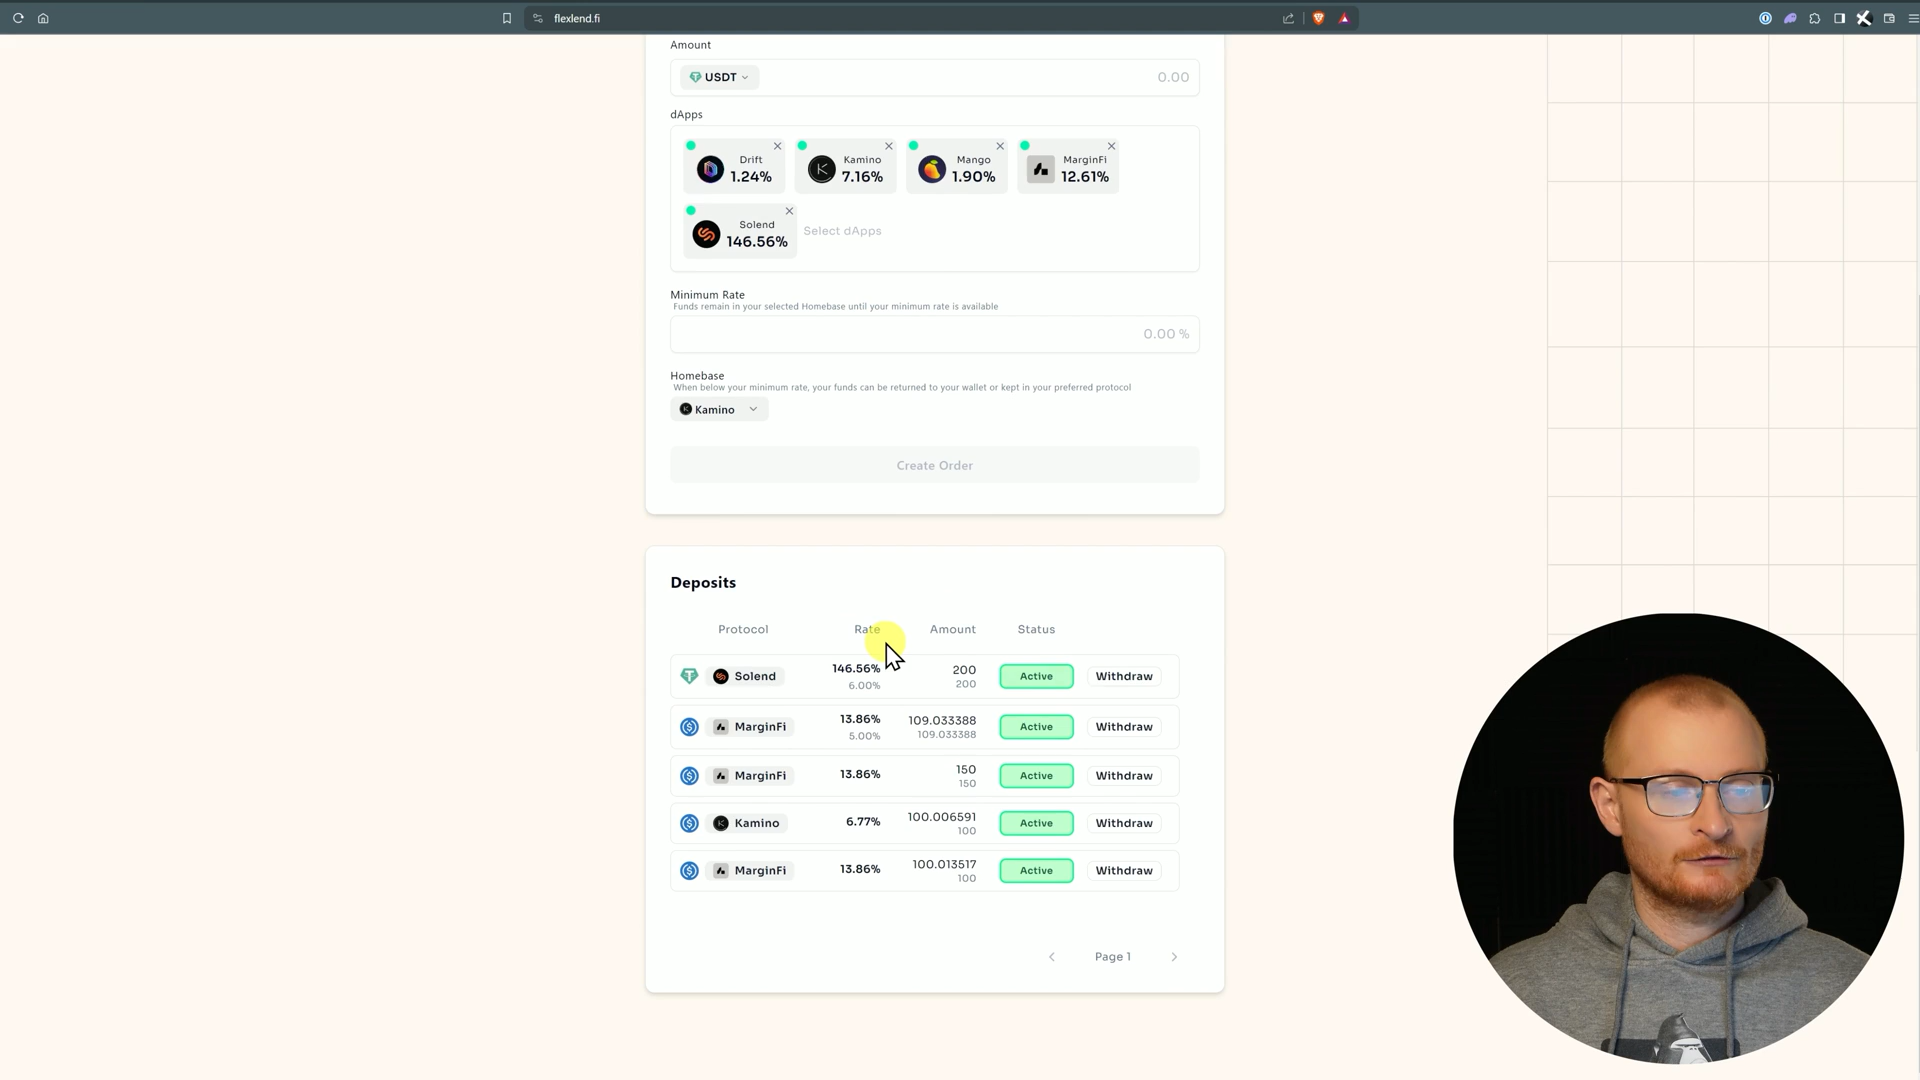 flexlend.fi
Amount
USDT
0.00
dApps
Drift
1.24%
Kamino
7.16%
Mango
1.90%
MarginFi
12.61%
Solend
146.56%
Select dApps
Minimum Rate
Funds remain in your selected Homebase until your minimum rate is available
0.00 %
Homebase
When below your minimum rate, your funds can be returned to your wallet or kept in your preferred protocol
Kamino
Create Order
Deposits
Protocol Rate Amount Status
Solend 146.56% 200 Active Withdraw
6.00% 200
MarginFi 13.86% 109.033388 Active Withdraw
5.00% 109.033388
MarginFi 13.86% 150 Active Withdraw
150
Kamino 6.77% 100.006591 Active Withdraw
100
MarginFi 13.86% 100.013517 Active Withdraw
100
Page 1